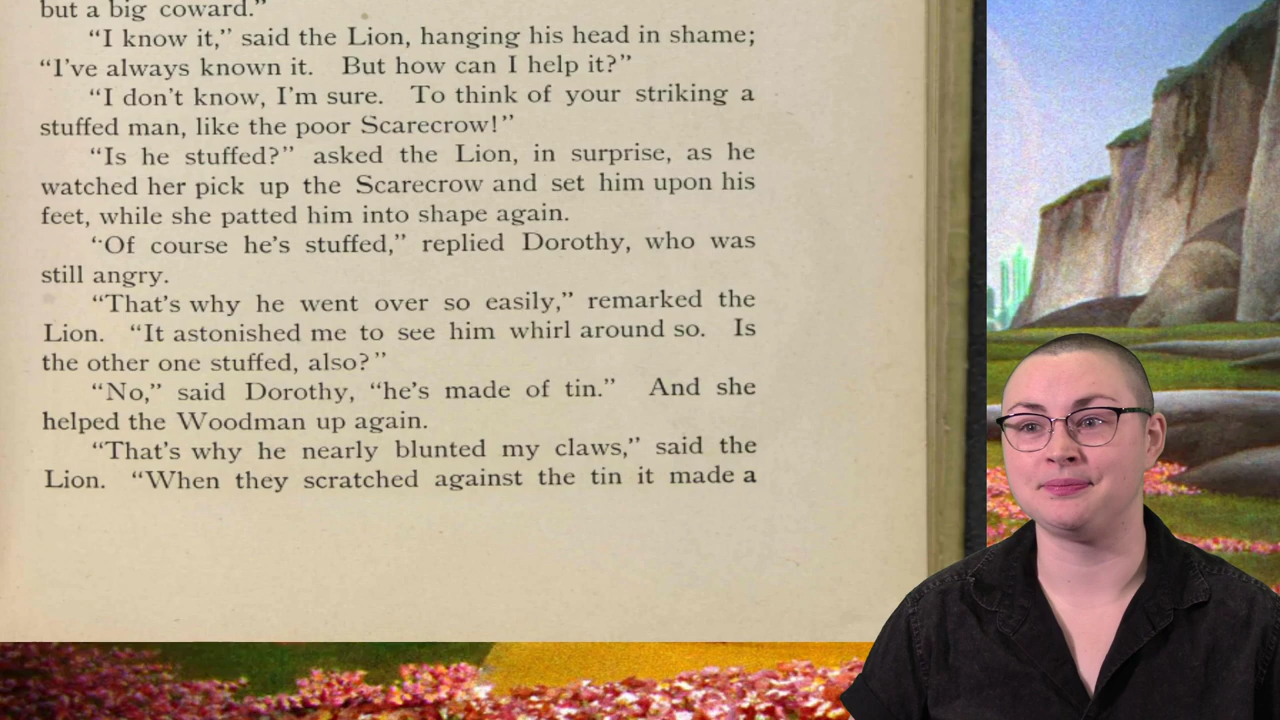 but a big coward.”
“I know it,” said the Lion, hanging his head in shame;
“I've always known it. But how can I help it?”
“I don't know, I'm sure. To think of your striking a
stuffed man, like the poor Scarecrow!”
“Is he stuffed?” asked the Lion, in surprise, as he
watched her pick up the Scarecrow and set him upon his
feet, while she patted him into shape again.
“Of course he's stuffed,” replied Dorothy, who was
still angry.
“That's why he went over so easily,” remarked the
Lion. “It astonished me to see him whirl around so. Is
the other one stuffed, also?”
“No,” said Dorothy, “he's made of tin.” And she
helped the Woodman up again.
“That's why he nearly blunted my claws,” said the
Lion. “When they scratched against the tin it made a